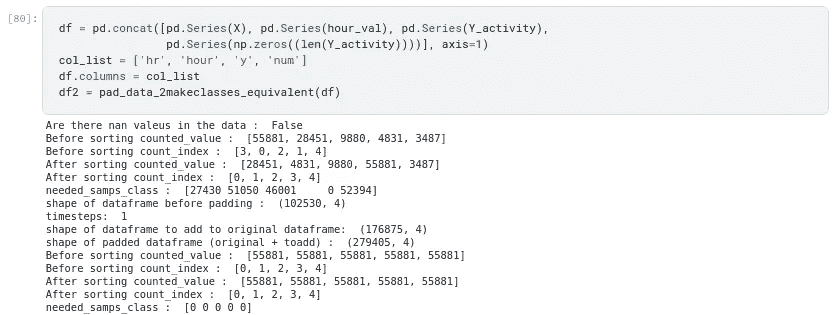 [80]:
df = pd.concat([pd.Series(X), pd.Series(hour_val), pd.Series(Y_activity),
pd.Series(np.zeros((len(Y_activity))))], axis=1)
col_list = ['hr', 'hour', 'y', 'num']
df.columns = col_list
df2 = pad_data_2makeclasses_equivalent(df)
Are there nan valeus in the data :  False
Before sorting counted_value :  [55881, 28451, 9880, 4831, 3487]
Before sorting count_index :  [3, 0, 2, 1, 4]
After sorting counted_value :  [28451, 4831, 9880, 55881, 3487]
After sorting count_index :  [0, 1, 2, 3, 4]
needed_samps_class :  [27430 51050 46001     0 52394]
shape of dataframe before padding :  (102530, 4)
timesteps:  1
shape of dataframe to add to original dataframe:  (176875, 4)
shape of padded dataframe (original + toadd) :  (279405, 4)
Before sorting counted_value :  [55881, 55881, 55881, 55881, 55881]
Before sorting count_index :  [0, 1, 2, 3, 4]
After sorting counted_value :  [55881, 55881, 55881, 55881, 55881]
After sorting count_index :  [0, 1, 2, 3, 4]
needed_samps_class :  [0 0 0 0 0]